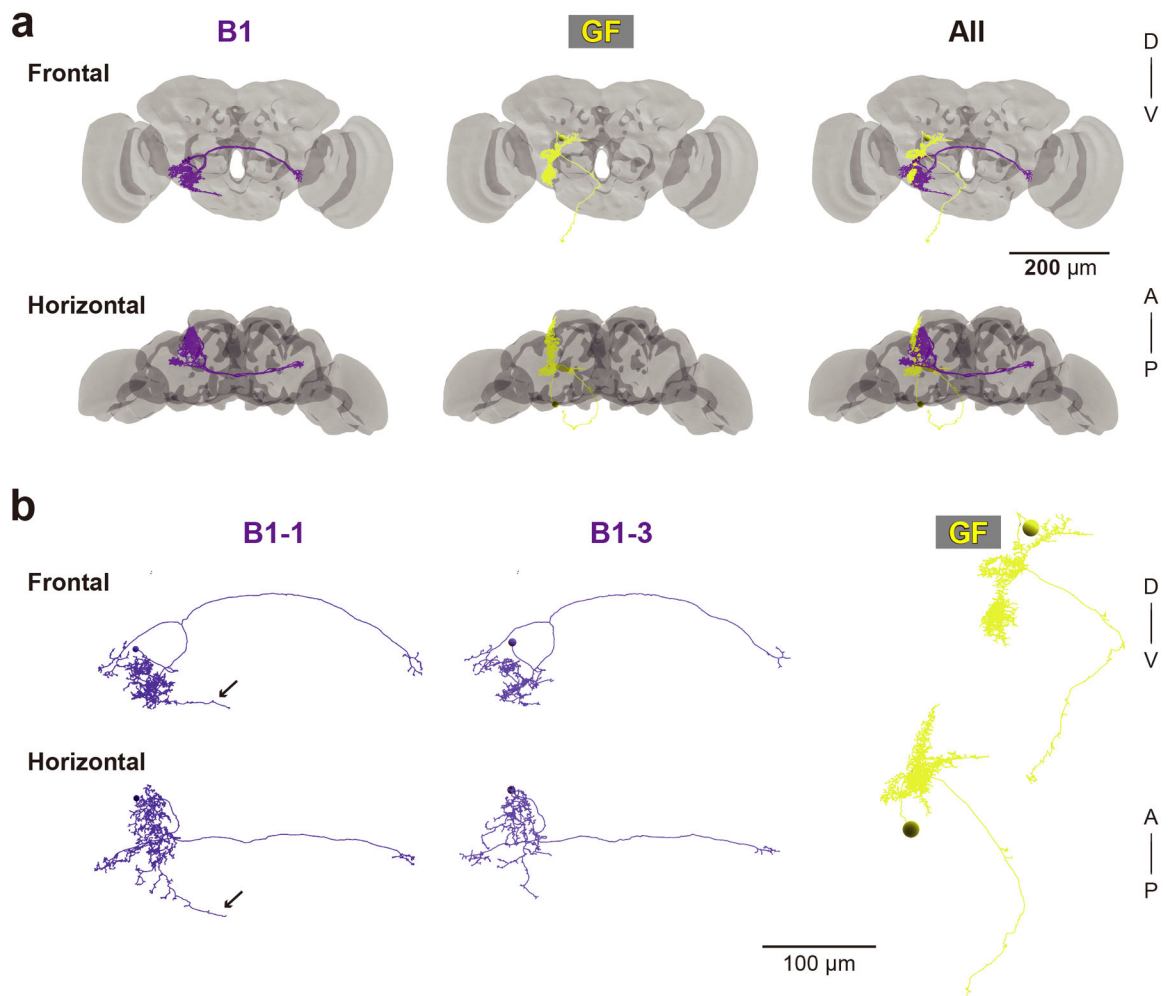 a
B1 GF All
Frontal
D
V
200 µm
Horizontal
A
P
b
B1-1 B1-3 GF
Frontal
D
V
Horizontal
A
P
100 µm